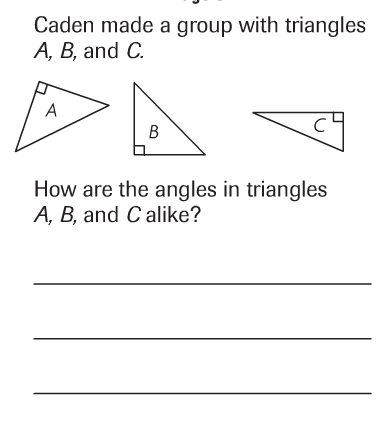 Caden made a group with triangles
A, B, and C.
A
B
C
How are the angles in triangles
A, B, and C alike?